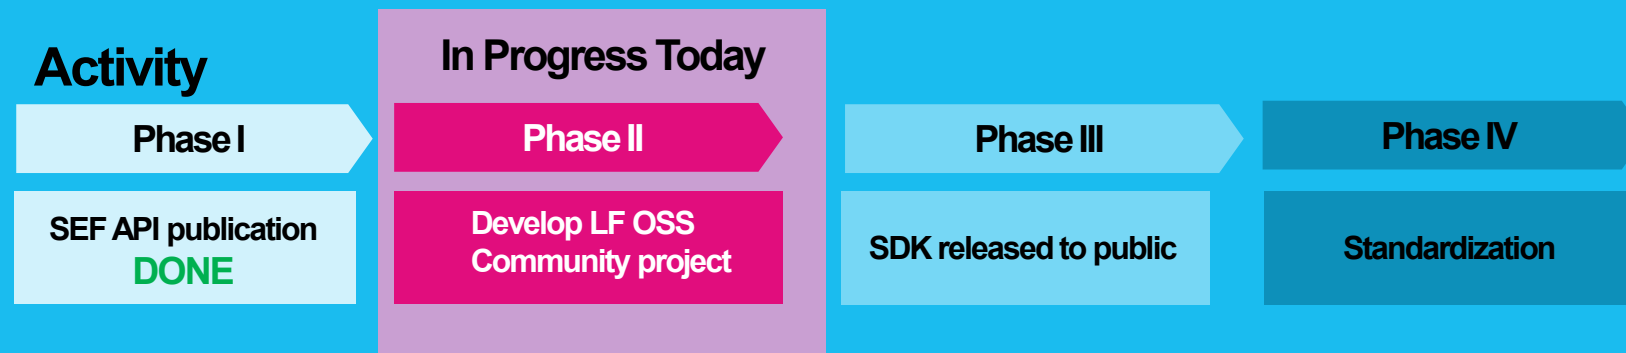 Activity
In Progress Today
Phase I
Phase II
Phase III
Phase IV
SEF API publication
DONE
Develop LF OSS
Community project
SDK released to public
Standardization